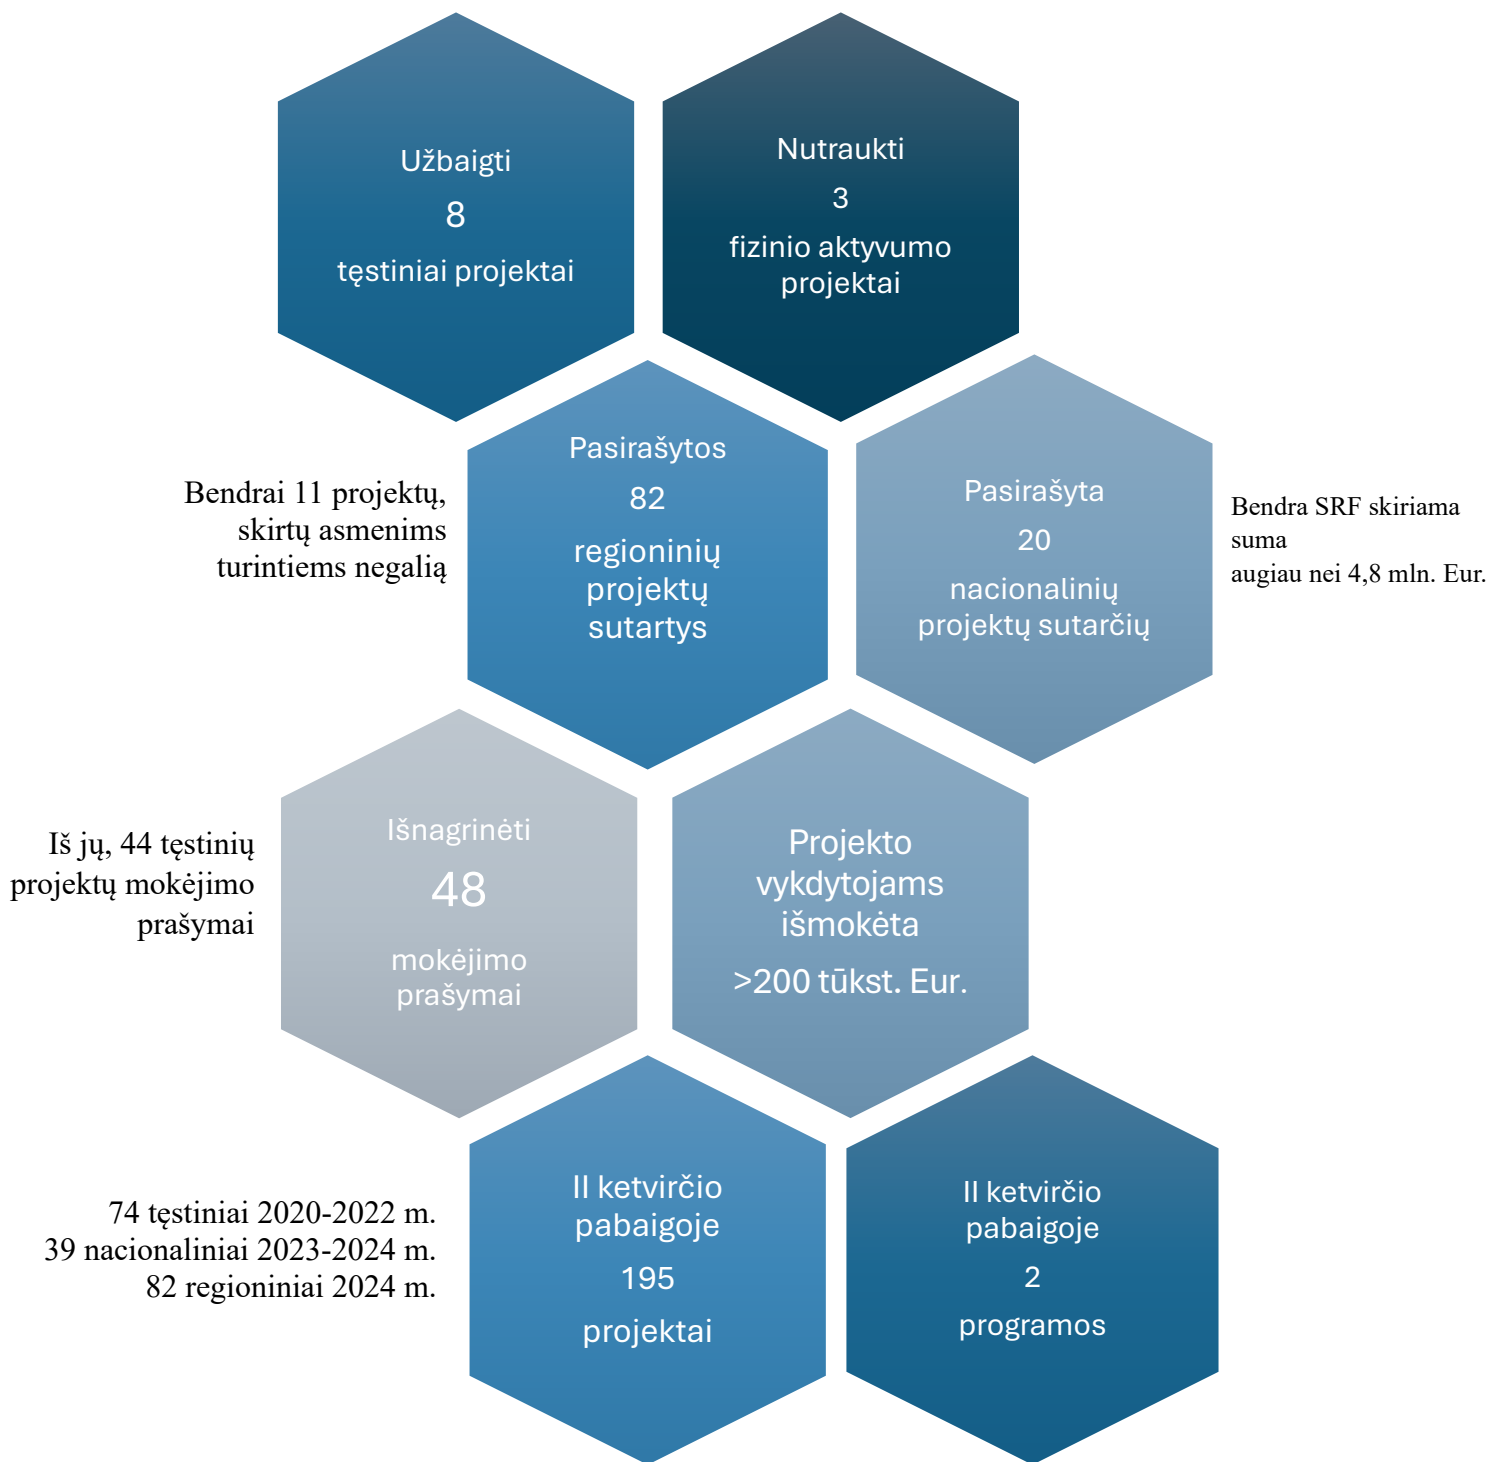 Užbaigti
8
tęstiniai projektai
Nutraukti
3
fizinio aktyvumo
projektai
Bendrai 11 projektų,
skirtų asmenims
turintiems negalią
Pasirašytos
82
regioninių
projektų
sutartys
Pasirašyta
20
nacionalinių
projektų sutarčių
Bendra SRF skiriama
suma
augiau nei 4,8 mln. Eur.
Iš jų, 44 tęstinių
projektų mokėjimo
prašymai
Išnagrinėti
48
mokėjimo
prašymai
Projekto
vykdytojams
išmokėta
>200 tūkst. Eur.
74 tęstiniai 2020-2022 m.
39 nacionaliniai 2023-2024 m.
82 regioniniai 2024 m.
II ketvirčio
pabaigoje
195
projektai
II ketvirčio
pabaigoje
2
programos